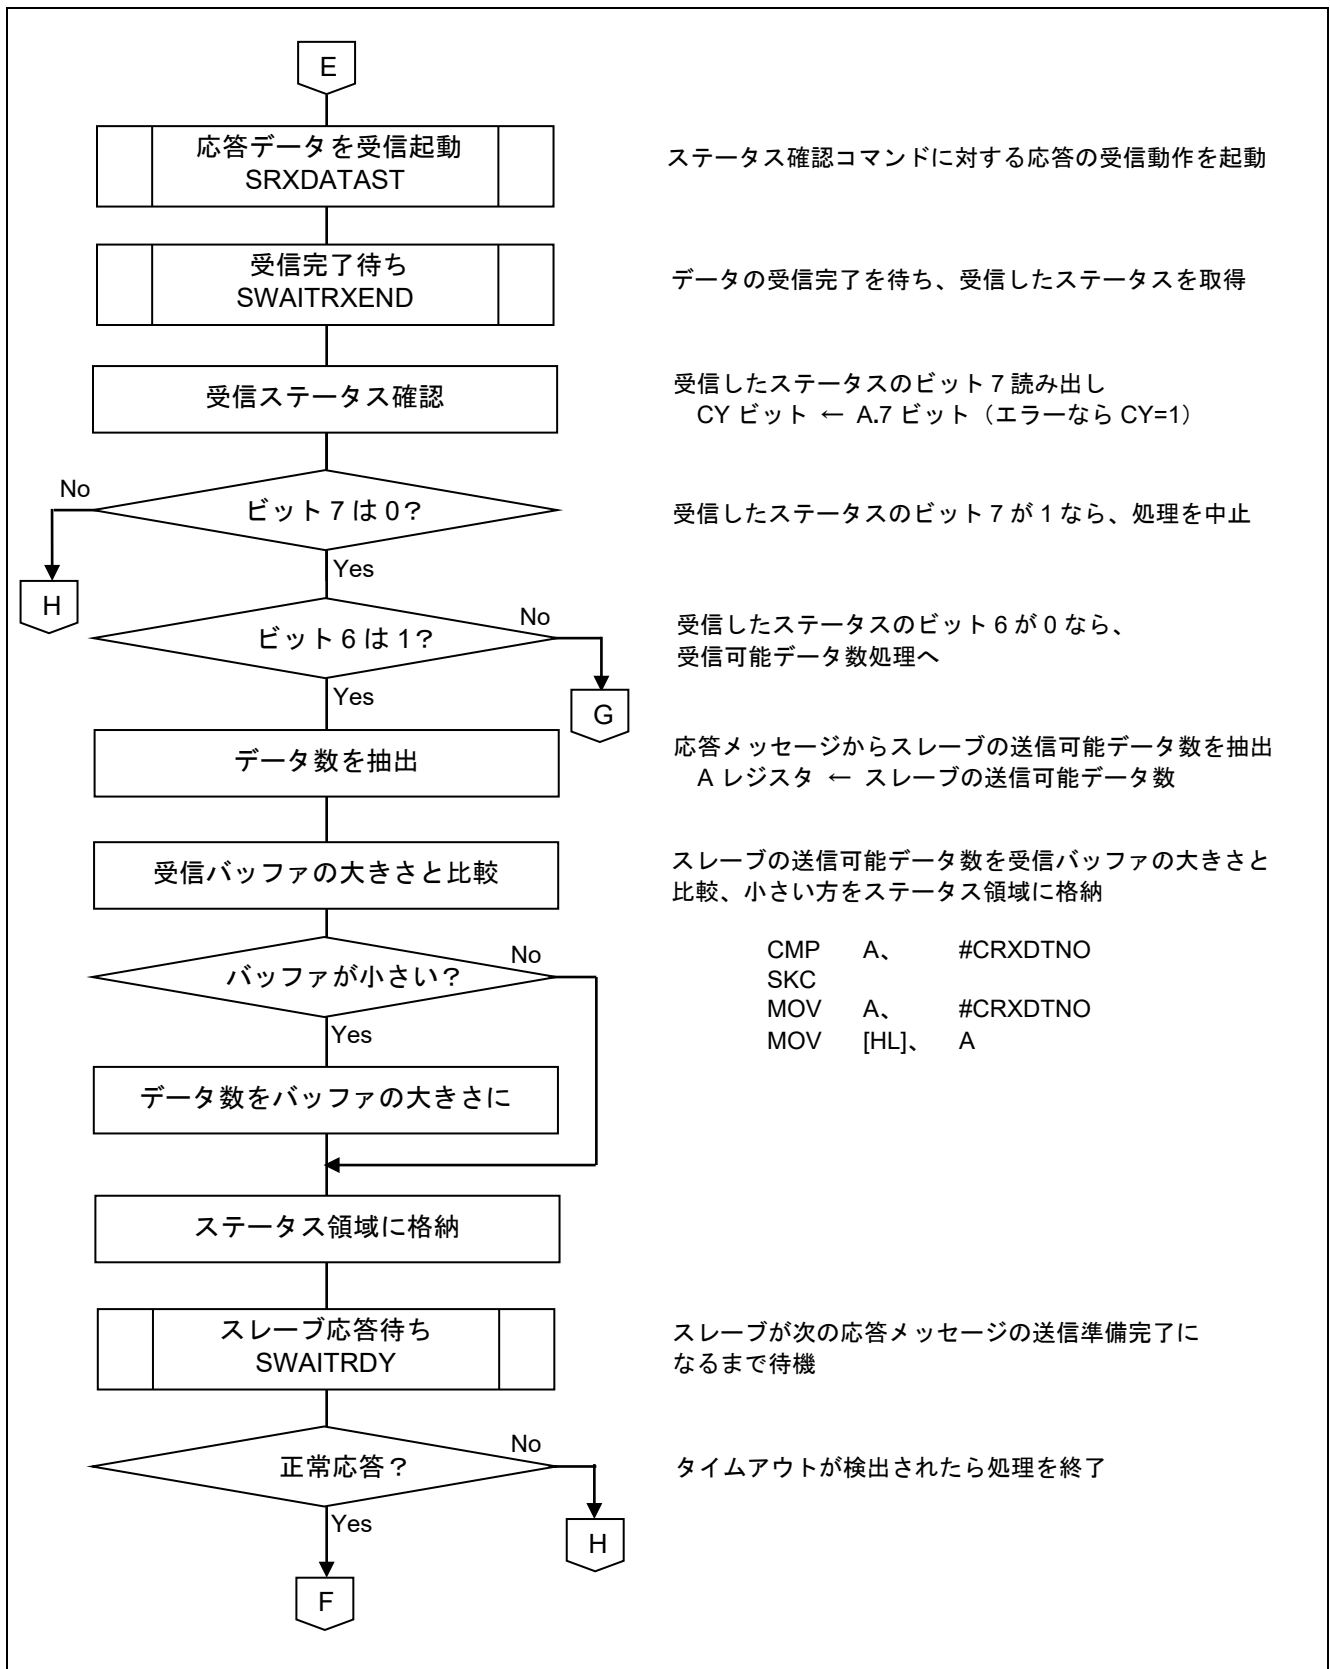 E
応答データを受信起動
SRXDATAST
ステータス確認コマンドに対する応答の受信動作を起動
受信完了待ち
SWAITRXEND
データの受信完了を待ち、受信したステータスを取得
受信ステータス確認
受信したステータスのビット7読み出し
CY ビット ← A.7 ビット（エラーなら CY=1）
No
ビット7は0？
受信したステータスのビット7が1なら、処理を中止
Yes
H
No
ビット6は1？
受信したステータスのビット6が0なら、
受信可能データ数処理へ
Yes
G
データ数を抽出
応答メッセージからスレーブの送信可能データ数を抽出
A レジスタ ← スレーブの送信可能データ数
受信バッファの大きさと比較
スレーブの送信可能データ数を受信バッファの大きさと
比較、小さい方をステータス領域に格納
No
バッファが小さい？
CMP A、 #CRXDTNO
SKC
MOV A、 #CRXDTNO
MOV [HL]、 A
Yes
データ数をバッファの大きさに
ステータス領域に格納
スレーブ応答待ち
SWAITRDY
スレーブが次の応答メッセージの送信準備完了に
なるまで待機
No
正常応答？
タイムアウトが検出されたら処理を終了
Yes
H
F